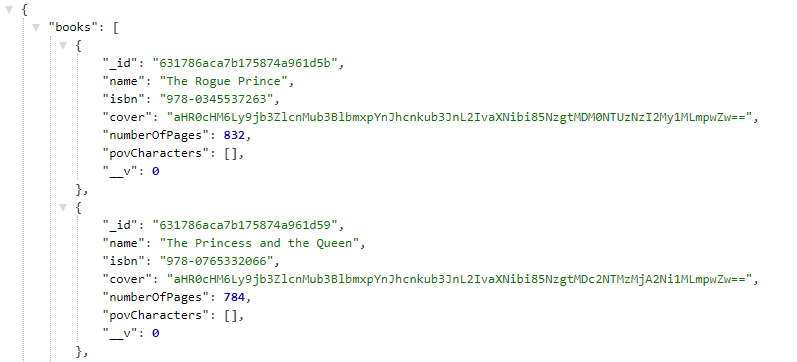 {
"books": [
{
"_id": "631786aca7b175874a961d5b",
"name": "The Rogue Prince",
"isbn": "978-0345537263",
"cover": "aHR0cHM6Ly9jb3ZlcnMub3BlbmxpYnJhcnkub3JnL2IvaXNibi85NzgtMDM0NTUzNzI2My1MLmpwZw==",
"numberOfPages": 832,
"povCharacters": [],
"__v": 0
},
{
"_id": "631786aca7b175874a961d59",
"name": "The Princess and the Queen",
"isbn": "978-0765332066",
"cover": "aHR0cHM6Ly9jb3ZlcnMub3BlbmxpYnJhcnkub3JnL2IvaXNibi85NzgtMDc2NTMzMjA2Ni1MLmpwZw==",
"numberOfPages": 784,
"povCharacters": [],
"__v": 0
},